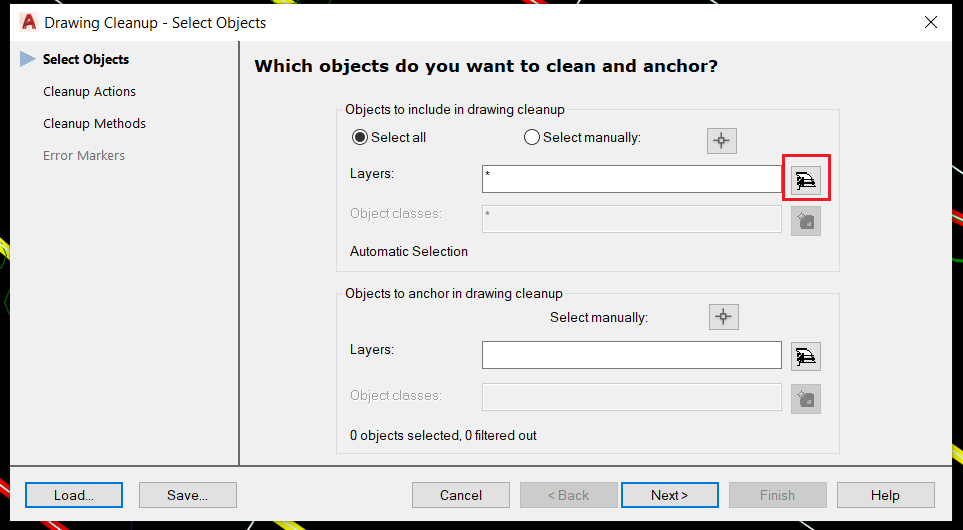 Drawing Cleanup - Select Objects
Select Objects
Cleanup Actions
Cleanup Methods
Error Markers
Which objects do you want to clean and anchor?
Objects to include in drawing cleanup
Select all
Select manually:
Layers:
*
Object classes:
*
Automatic Selection
Objects to anchor in drawing cleanup
Select manually:
Layers:
Object classes:
0 objects selected, 0 filtered out
Load...
Save...
Cancel
< Back
Next >
Finish
Help